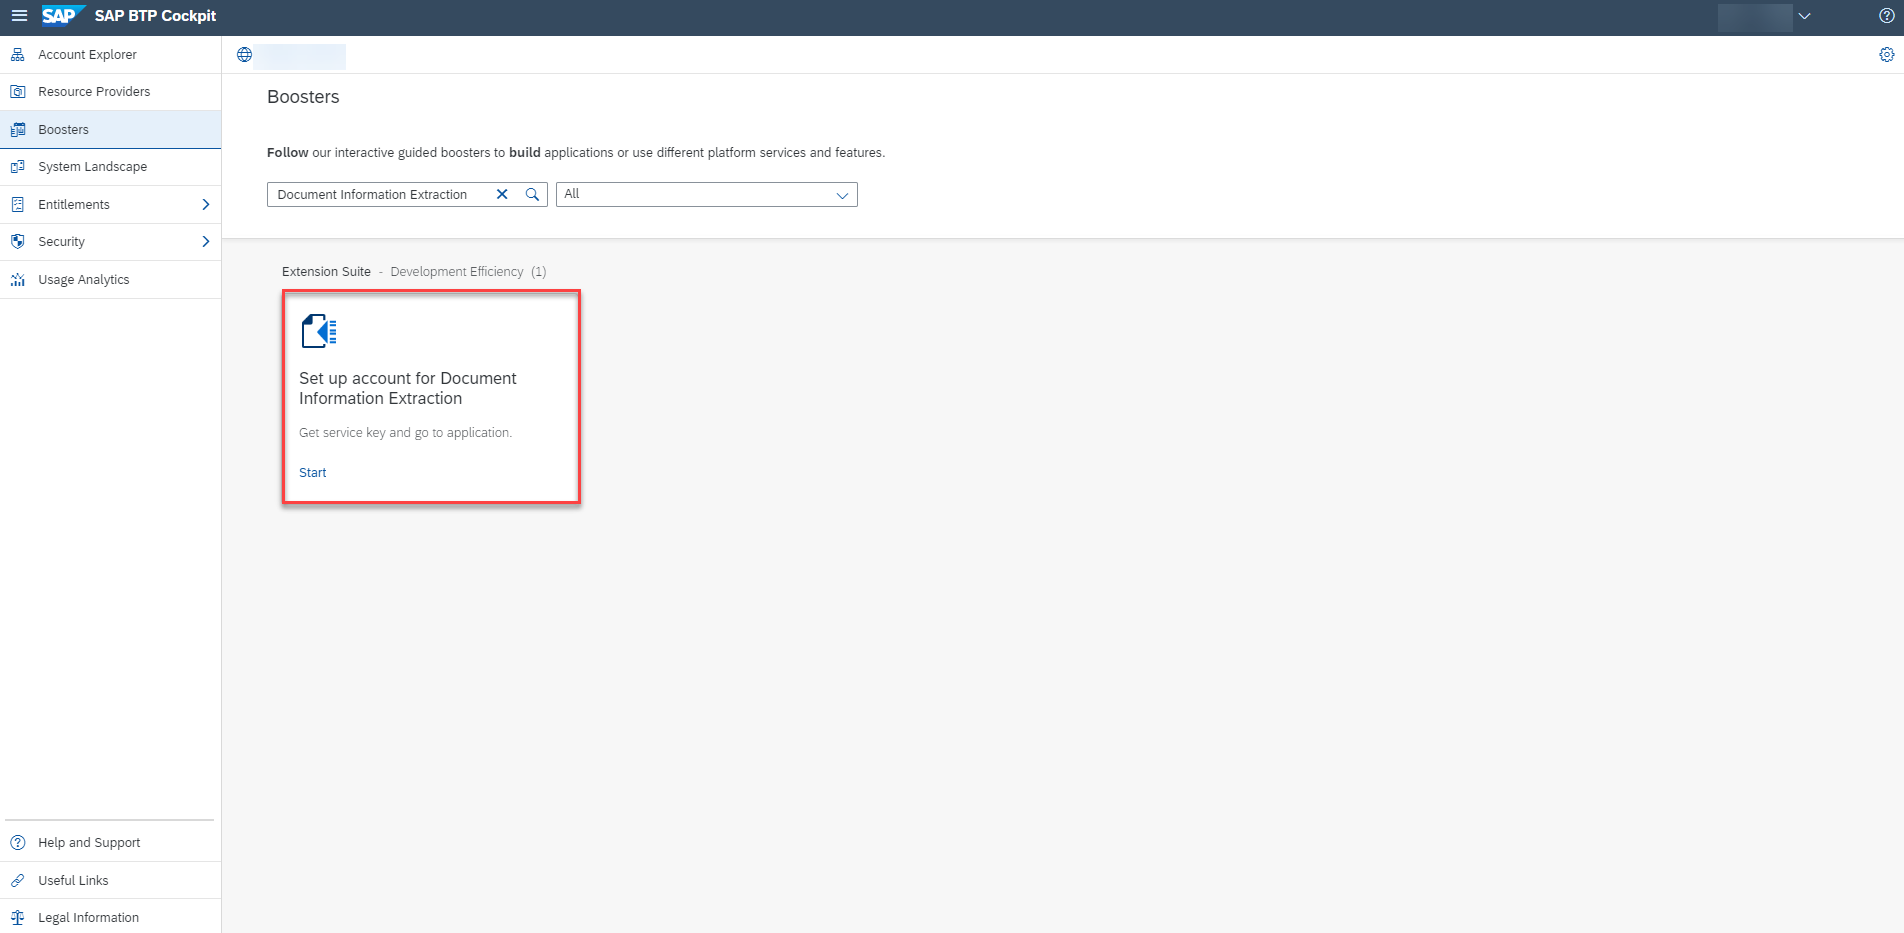 SAP SAP BTP Cockpit
Account Explorer
Resource Providers
Boosters
System Landscape
Entitlements
Security
Usage Analytics
Help and Support
Useful Links
Legal Information
Boosters
Follow our interactive guided boosters to build applications or use different platform services and features.
Document Information Extraction
All
Extension Suite - Development Efficiency (1)
Set up account for Document
Information Extraction
Get service key and go to application.
Start